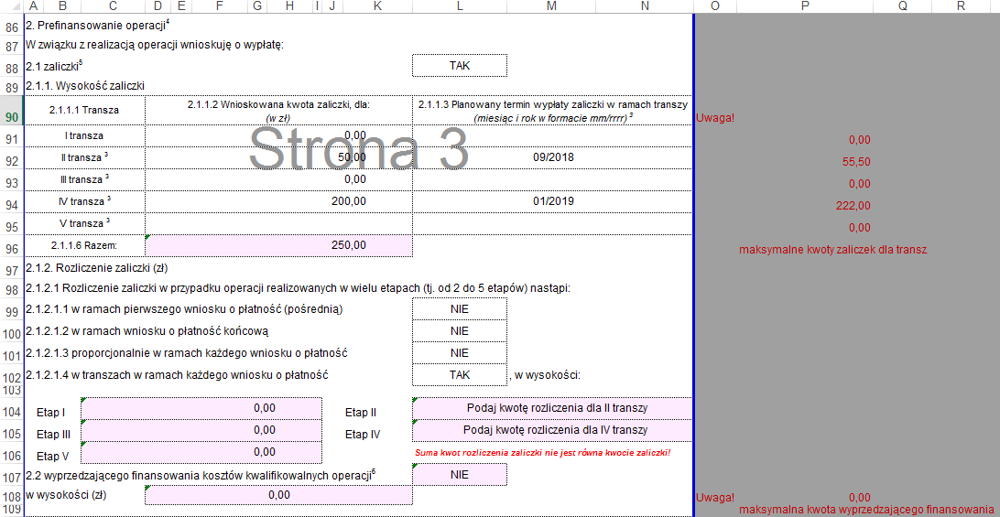 A B C D E F G H I J K L M N O P Q R
86 2. Prefinansowanie operacji⁴
87 W związku z realizacją operacji wnioskuję o wypłatę:
88 2.1 zaliczki⁵ TAK
89 2.1.1. Wysokość zaliczki
90 2.1.1.1 Transza 2.1.1.2 Wnioskowana kwota zaliczki, dla: (w zł) 2.1.1.3 Planowany termin wypłaty zaliczki w ramach transzy (miesiąc i rok w formacie mm/rrrr) ³ Uwaga!
91 I transza 0,00 0,00
Strona 3
92 II transza ³ 50,00 09/2018 55,50
93 III transza ³ 0,00 0,00
94 IV transza ³ 200,00 01/2019 222,00
95 V transza ³ 0,00
96 2.1.1.6 Razem: 250,00 maksymalne kwoty zaliczek dla transz
97 2.1.2. Rozliczenie zaliczki (zł)
98 2.1.2.1 Rozliczenie zaliczki w przypadku operacji realizowanych w wielu etapach (tj. od 2 do 5 etapów) nastąpi:
99 2.1.2.1.1 w ramach pierwszego wniosku o płatność (pośrednią) NIE
100 2.1.2.1.2 w ramach wniosku o płatność końcową NIE
101 2.1.2.1.3 proporcjonalnie w ramach każdego wniosku o płatność NIE
102 2.1.2.1.4 w transzach w ramach każdego wniosku o płatność TAK , w wysokości:
103
104 Etap I 0,00 Etap II Podaj kwotę rozliczenia dla II transzy
105 Etap III 0,00 Etap IV Podaj kwotę rozliczenia dla IV transzy
106 Etap V 0,00 Suma kwot rozliczenia zaliczki nie jest równa kwocie zaliczki!
107 2.2 wyprzedzającego finansowania kosztów kwalifikowalnych operacji⁶ NIE
108 w wysokości (zł) 0,00 Uwaga! 0,00
109 maksymalna kwota wyprzedzającego finansowania